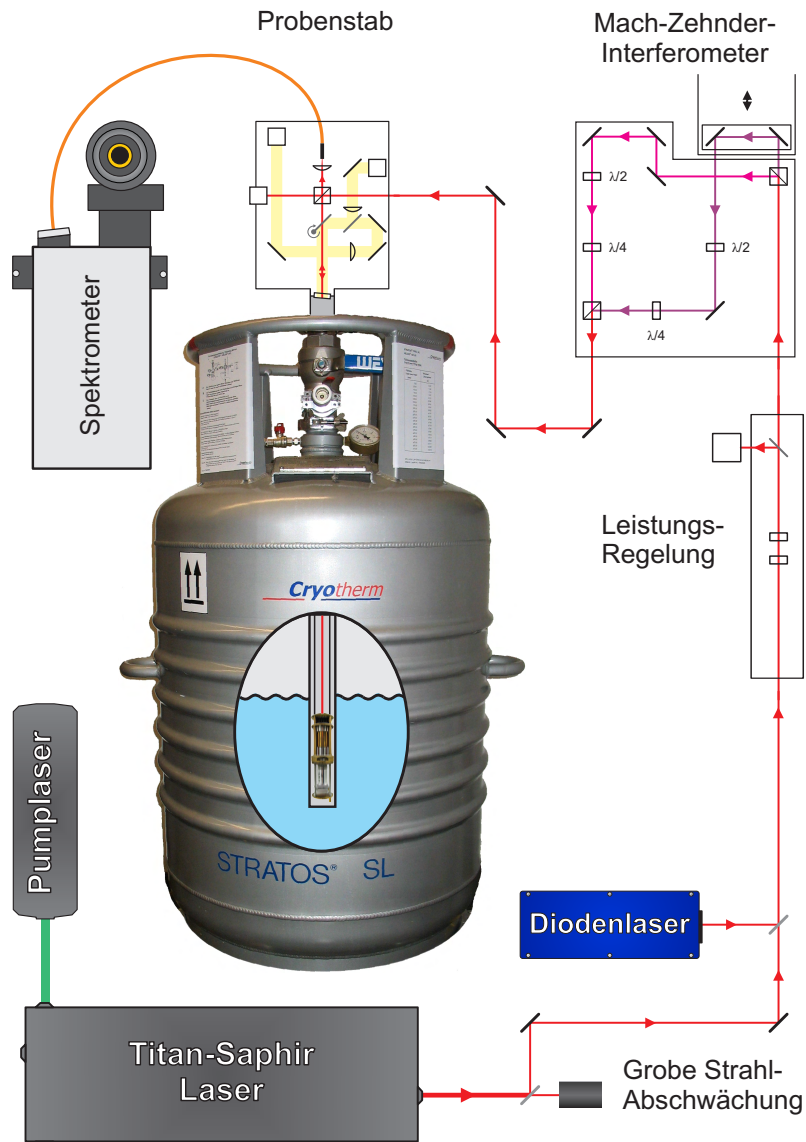 Probenstab
Mach-Zehnder-
Interferometer
λ/2
λ/4
λ/2
λ/4
Spektrometer
Leistungs-
Regelung
Cryotherm
STRATOS® SL
Pumplaser
Diodenlaser
Titan-Saphir
Laser
Grobe Strahl-
Abschwächung